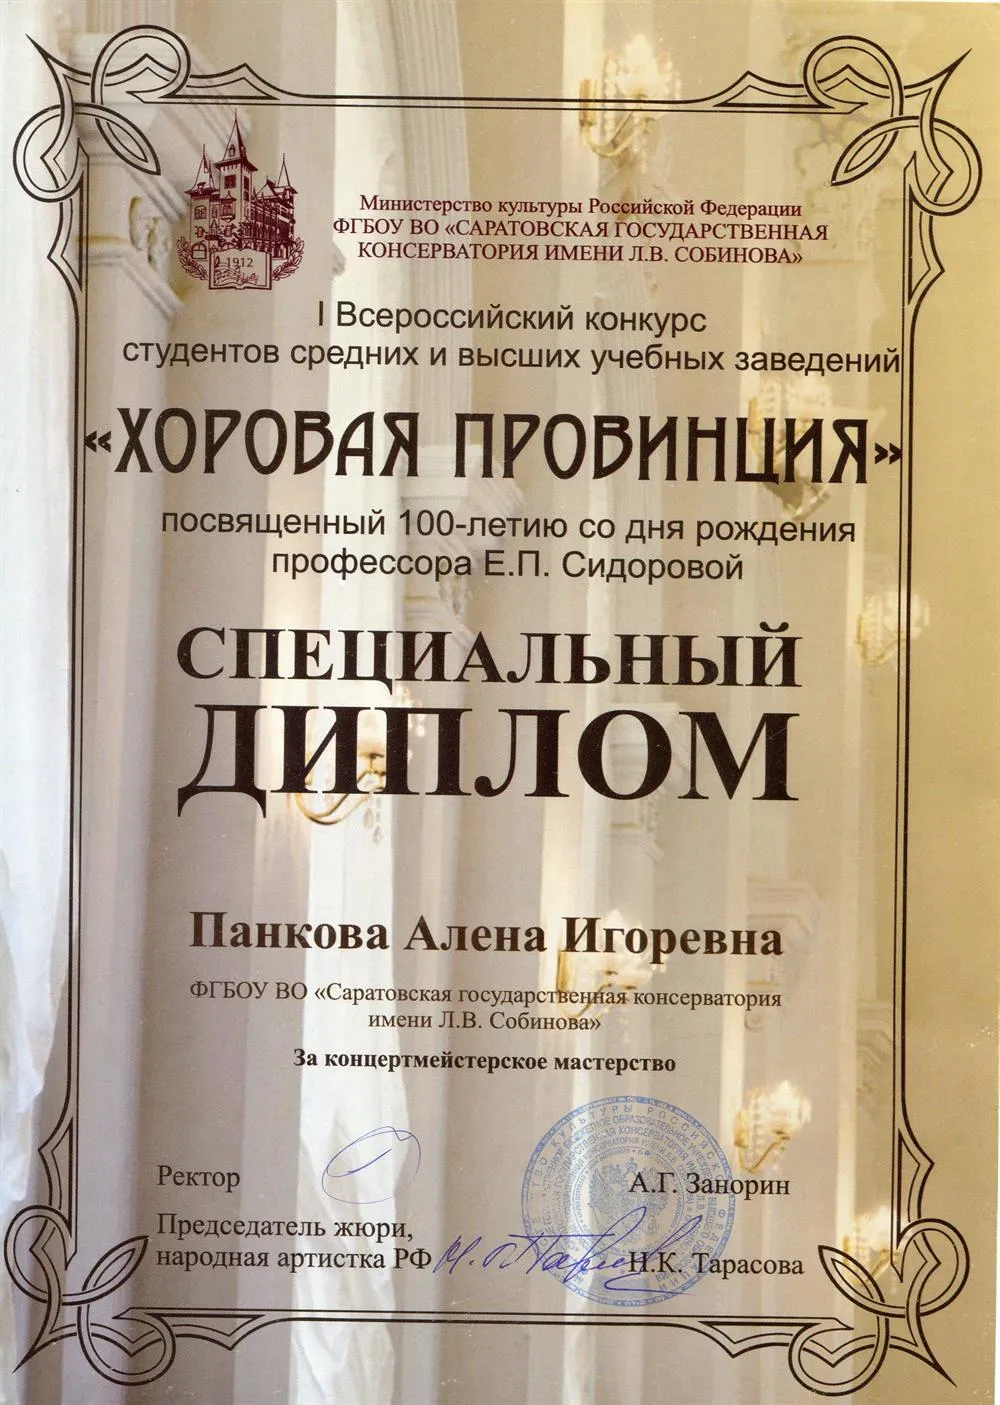 Министерство культуры Российской Федерации
ФГБОУ ВО «САРАТОВСКАЯ ГОСУДАРСТВЕННАЯ
КОНСЕРВАТОРИЯ ИМЕНИ Л.В. СОБИНОВА»
1912
I Всероссийский конкурс
студентов средних и высших учебных заведений
«ХОРОВАЯ ПРОВИНЦИЯ»
посвященный 100-летию со дня рождения
профессора Е.П. Сидоровой
СПЕЦИАЛЬНЫЙ
ДИПЛОМ
Панкова Алена Игоревна
ФГБОУ ВО «Саратовская государственная консерватория
имени Л.В. Собинова»
За концертмейстерское мастерство
Ректор А.Г. Занорин
Председатель жюри,
народная артистка РФ Н.К. Тарасова